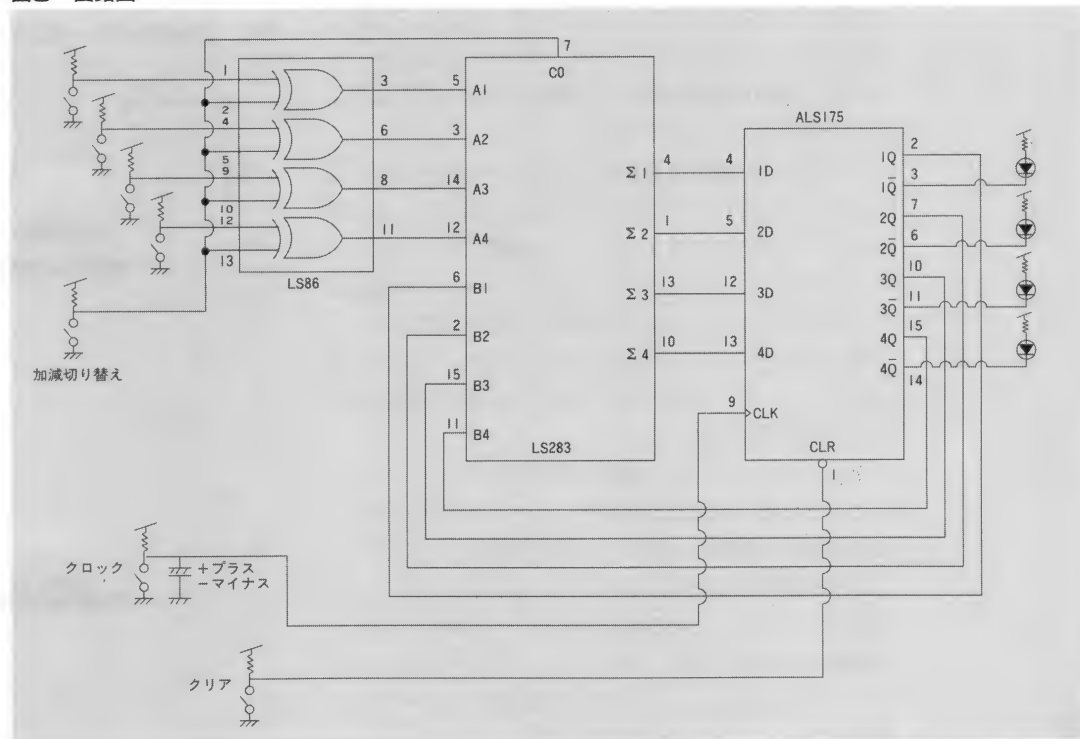 7
C0
1
2
3
4
5
6
9
10
8
12
13
11
LS86
5
A1
3
A2
14
A3
12
A4
6
B1
2
B2
15
B3
11
B4
LS283
Σ1
4
Σ2
1
Σ3
13
Σ4
10
ALS175
4
1D
5
2D
12
3D
13
4D
9
CLK
CLR
1
1Q
2
1Q̅
3
2Q
7
2Q̅
6
3Q
10
3Q̅
11
4Q
15
4Q̅
14
加減切り替え
クロック
+プラス
−マイナス
クリア